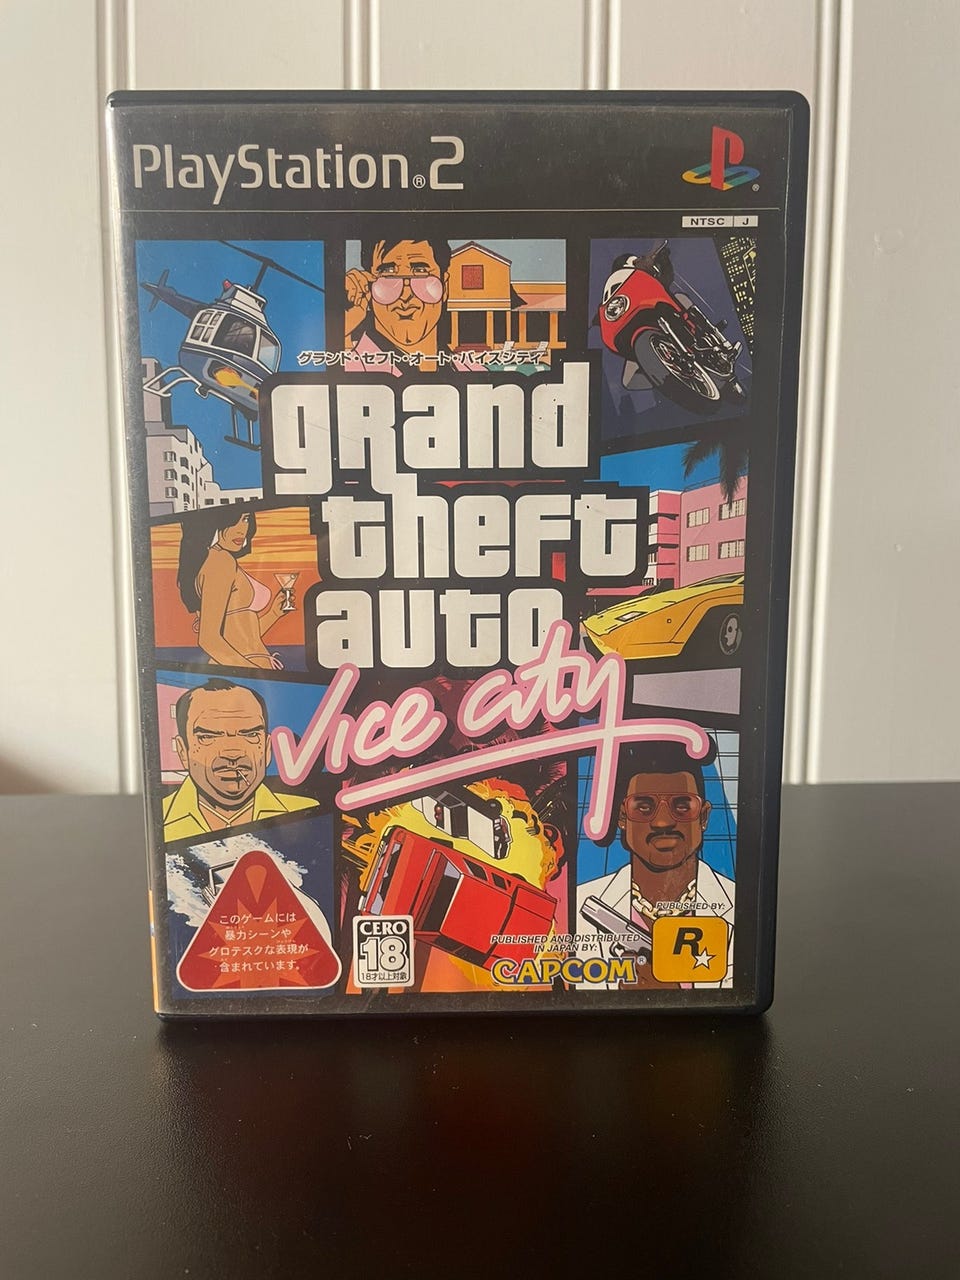 PlayStation®2
NTSC J
グランド・セフト・オート・バイスシティ
grand
theft
auto
Vice City
このゲームには
暴力シーンや
グロテスクな表現が
含まれています。
CERO
18
18才以上対象
PUBLISHED AND DISTRIBUTED
IN JAPAN BY:
CAPCOM®
PUBLISHED BY:
R